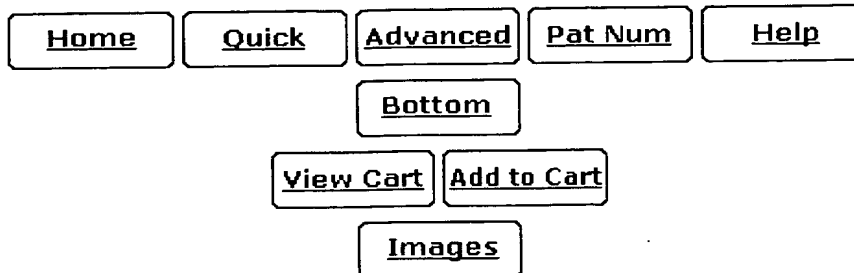 Home Quick Advanced Pat Num Help
Bottom
View Cart Add to Cart
Images